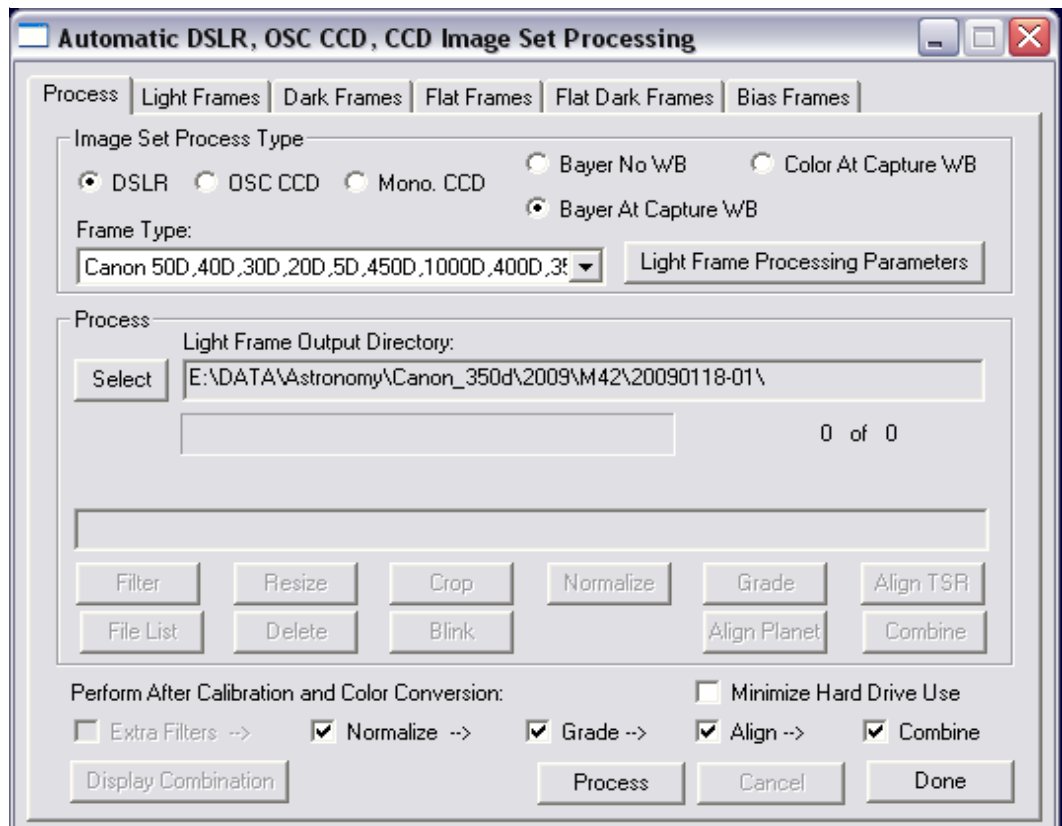 Automatic DSLR, OSC CCD, CCD Image Set Processing
Process Light Frames Dark Frames Flat Frames Flat Dark Frames Bias Frames
Image Set Process Type
DSLR OSC CCD Mono. CCD
Bayer No WB Color At Capture WB
Bayer At Capture WB
Frame Type:
Canon 50D,40D,30D,20D,5D,450D,1000D,400D,35
Light Frame Processing Parameters
Process
Light Frame Output Directory:
Select E:\DATA\Astronomy\Canon_350d\2009\M42\20090118-01\
0 of 0
Filter Resize Crop Normalize Grade Align TSR
File List Delete Blink Align Planet Combine
Perform After Calibration and Color Conversion: Minimize Hard Drive Use
Extra Filters --> Normalize --> Grade --> Align --> Combine
Display Combination Process Cancel Done